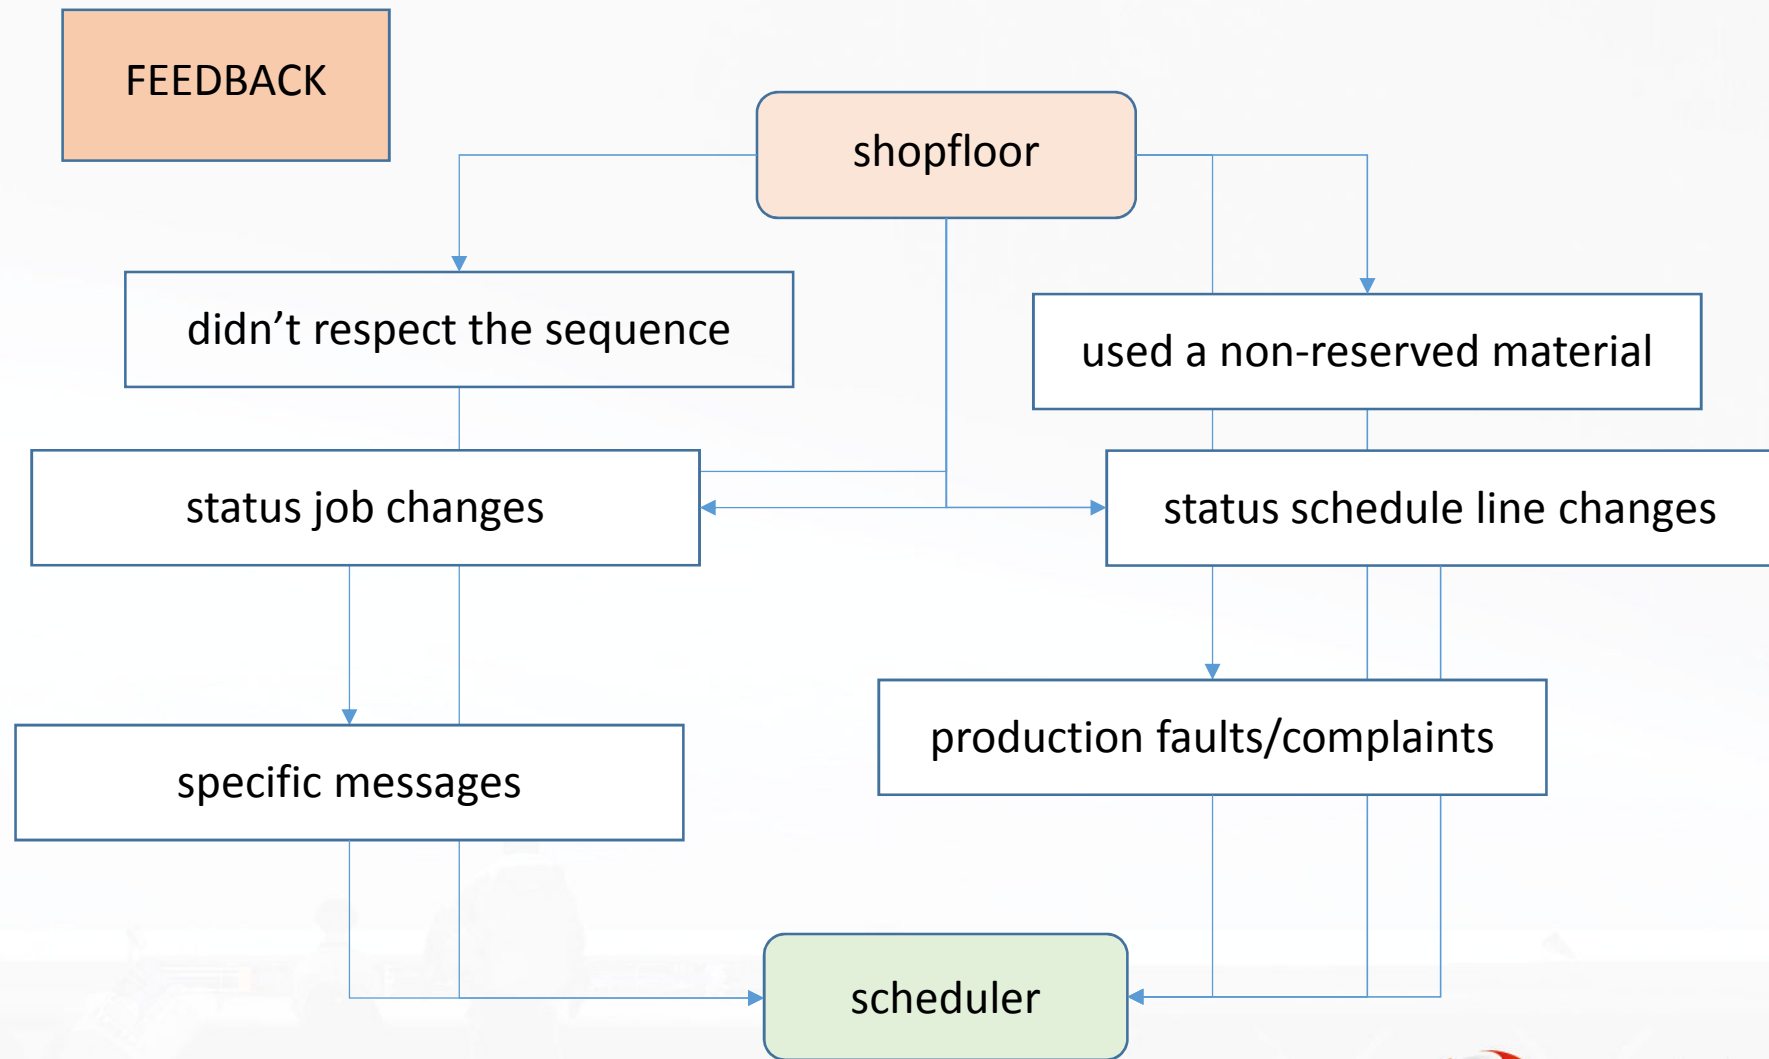 FEEDBACK
shopfloor
didn’t respect the sequence
used a non-reserved material
status job changes
status schedule line changes
specific messages
production faults/complaints
scheduler